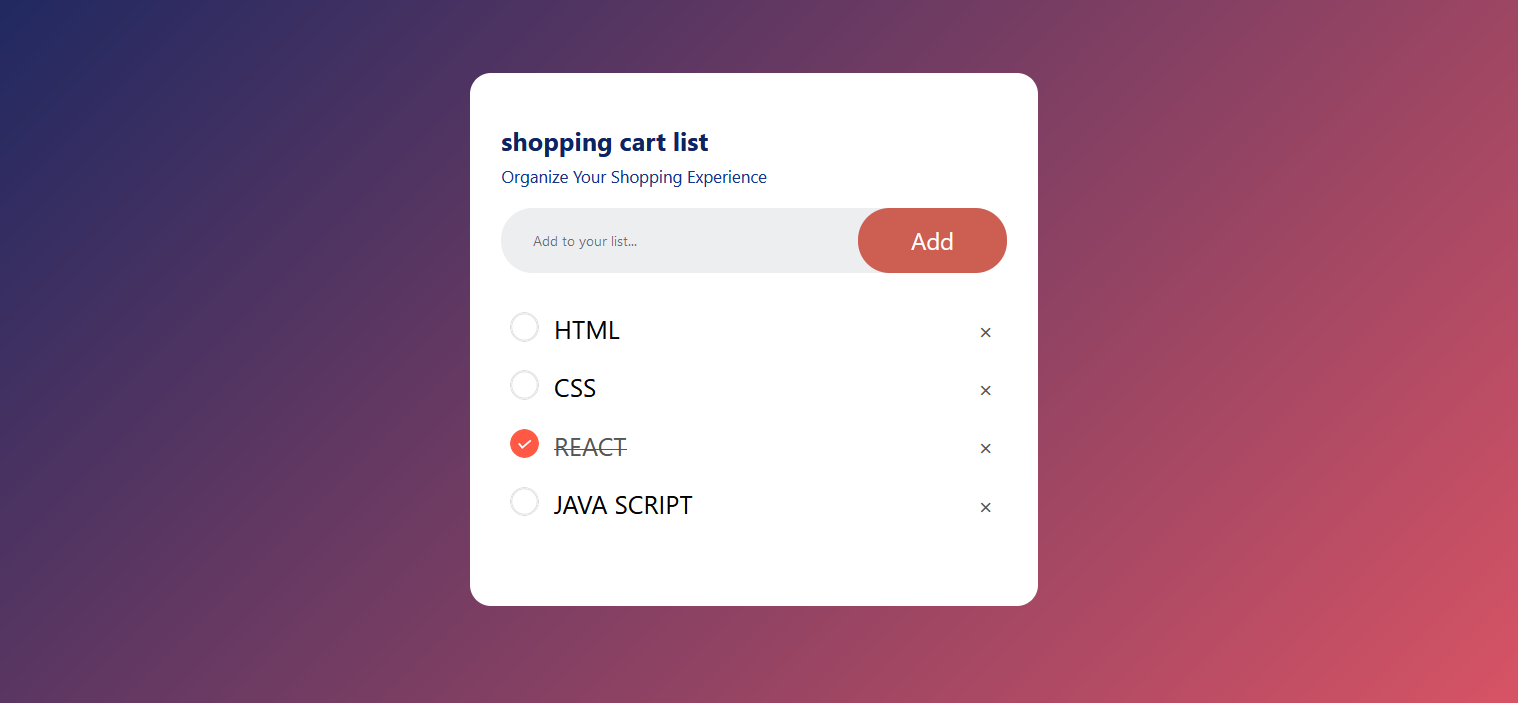 shopping cart list
Organize Your Shopping Experience
Add to your list...
Add
HTML ×
CSS ×
REACT ×
JAVA SCRIPT ×